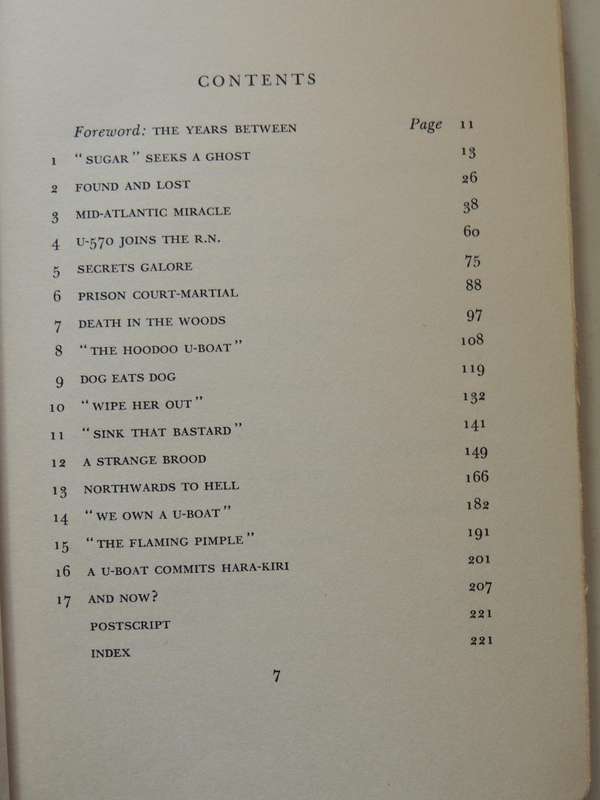 CONTENTS
Foreword: THE YEARS BETWEEN Page 11
1 "SUGAR" SEEKS A GHOST 13
2 FOUND AND LOST 26
3 MID-ATLANTIC MIRACLE 38
4 U-570 JOINS THE R.N. 60
5 SECRETS GALORE 75
6 PRISON COURT-MARTIAL 88
7 DEATH IN THE WOODS 97
8 "THE HOODOO U-BOAT" 108
9 DOG EATS DOG 119
10 "WIPE HER OUT" 132
11 "SINK THAT BASTARD" 141
12 A STRANGE BROOD 149
13 NORTHWARDS TO HELL 166
14 "WE OWN A U-BOAT" 182
15 "THE FLAMING PIMPLE" 191
16 A U-BOAT COMMITS HARA-KIRI 201
17 AND NOW? 207
POSTSCRIPT 221
INDEX 221
7